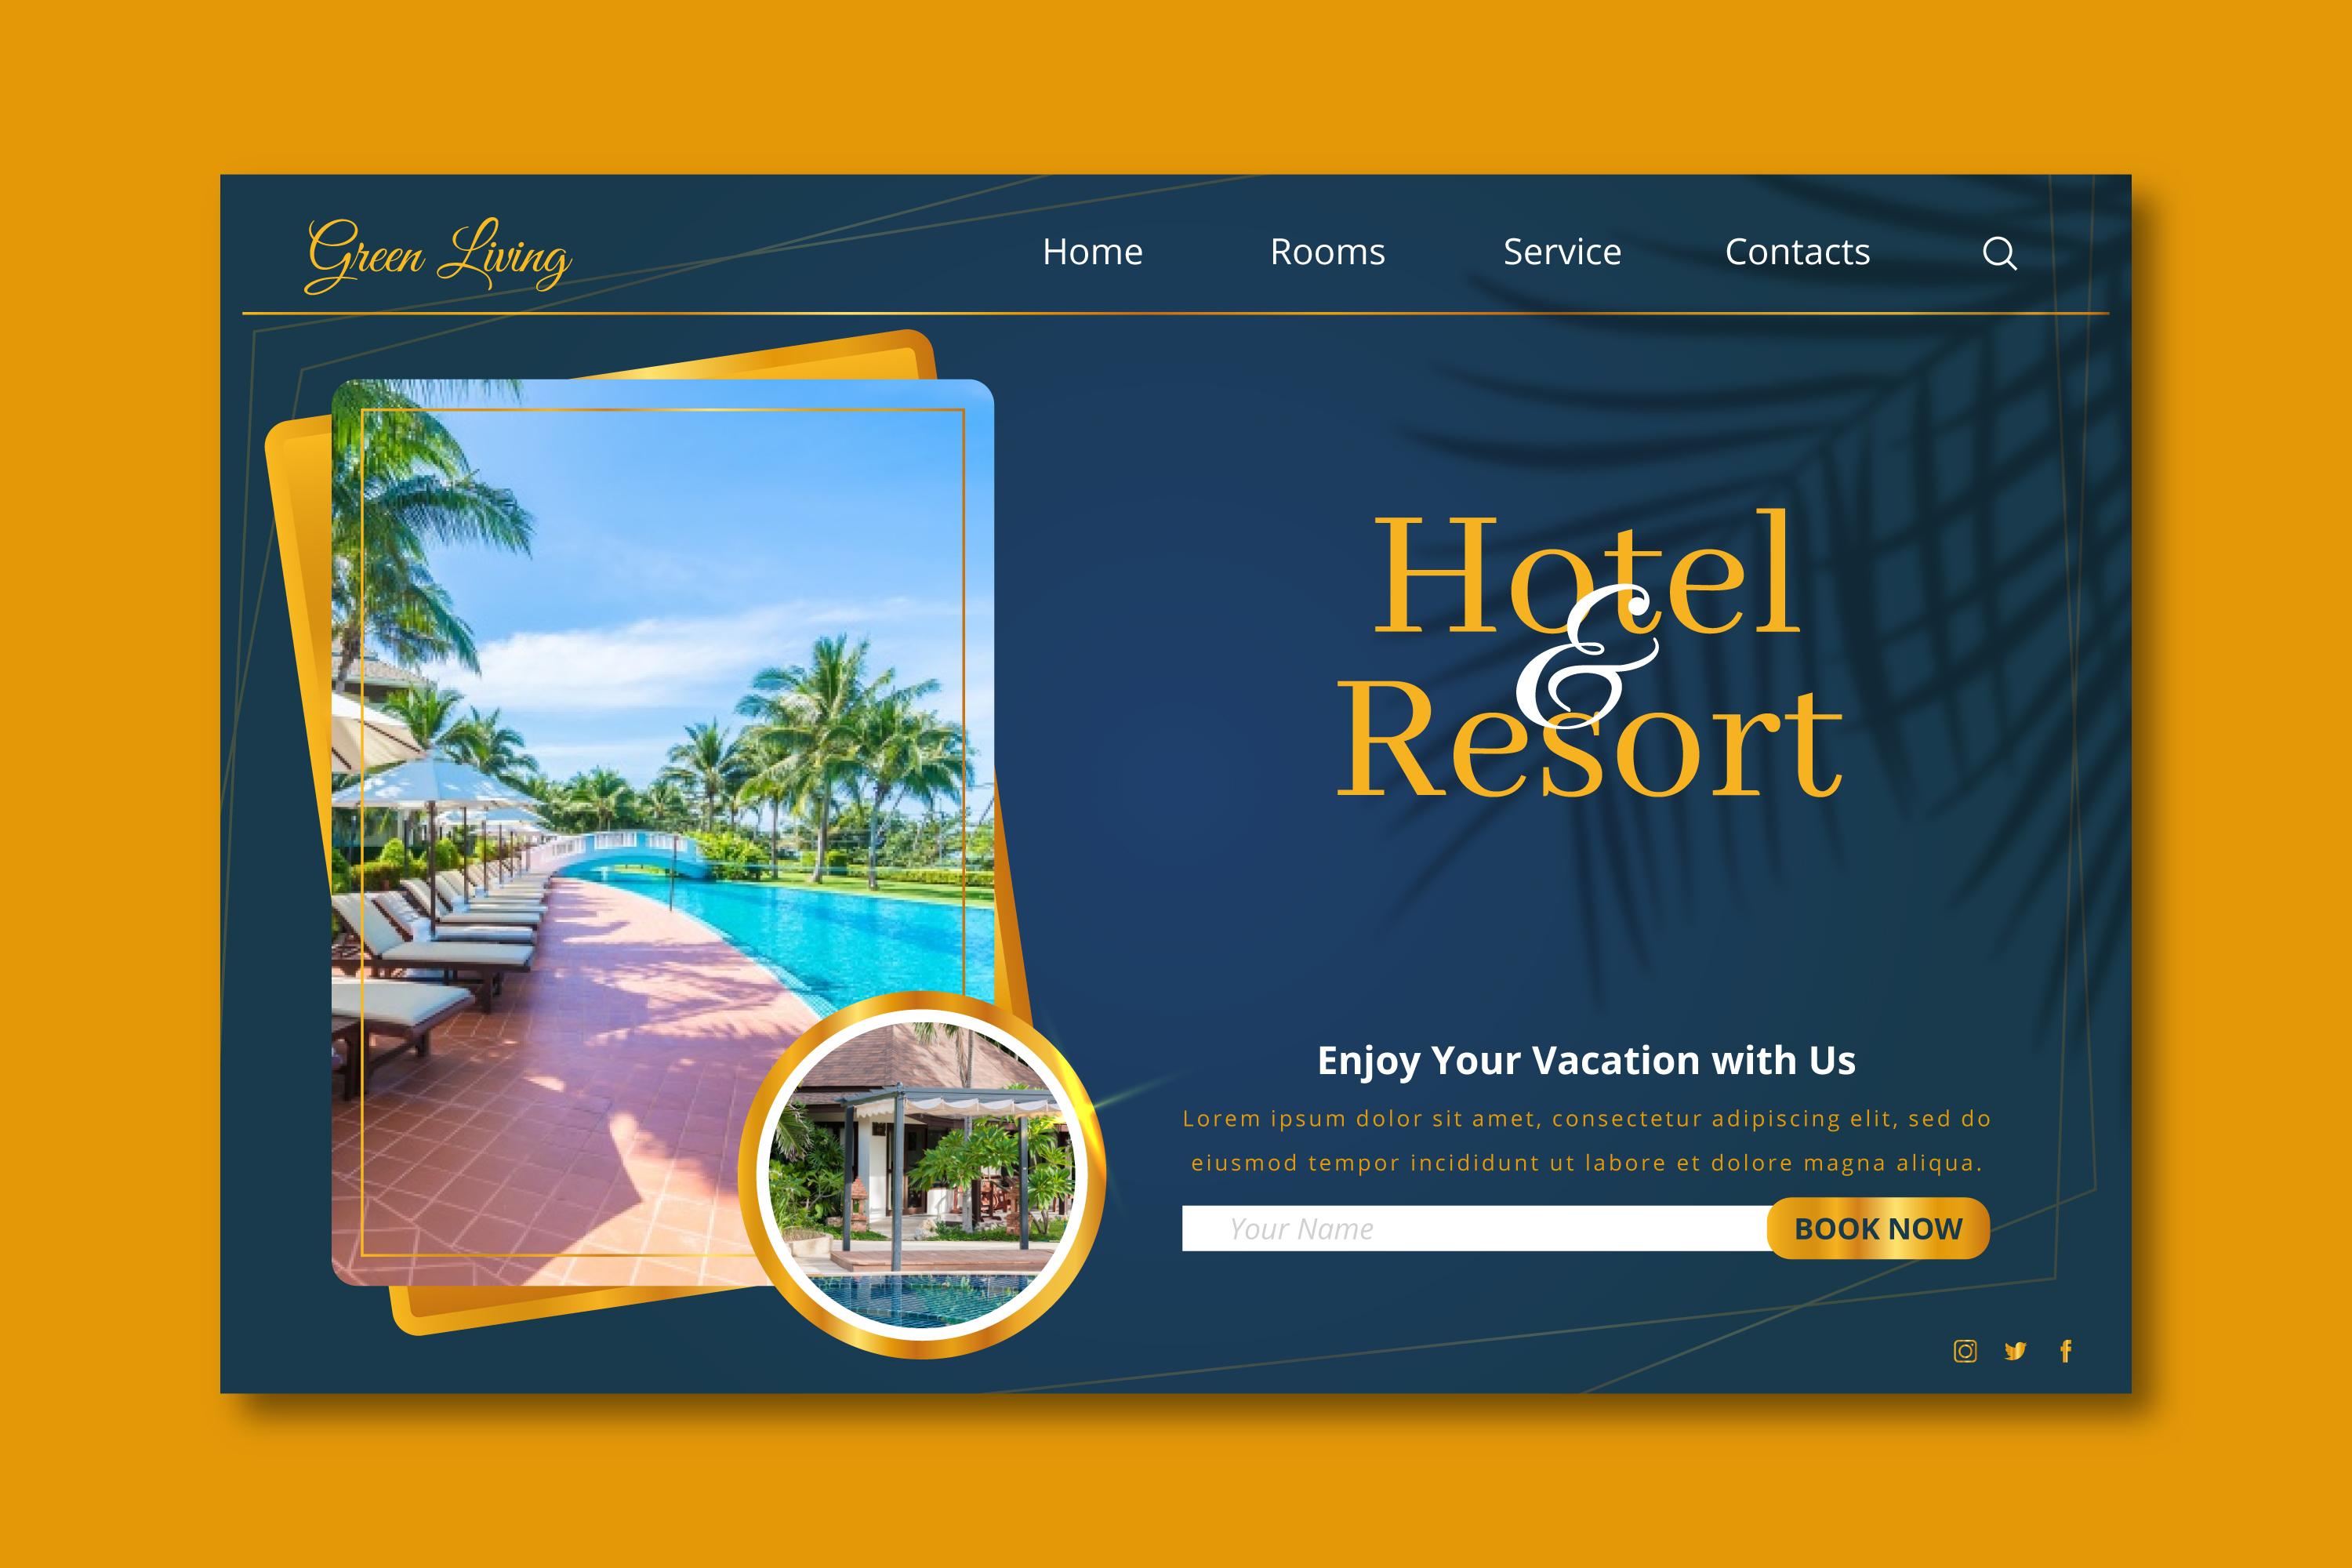 Green Living
Home Rooms Service Contacts
Hotel
&
Resort
Enjoy Your Vacation with Us
Lorem ipsum dolor sit amet, consectetur adipiscing elit, sed do
eiusmod tempor incididunt ut labore et dolore magna aliqua.
Your Name BOOK NOW